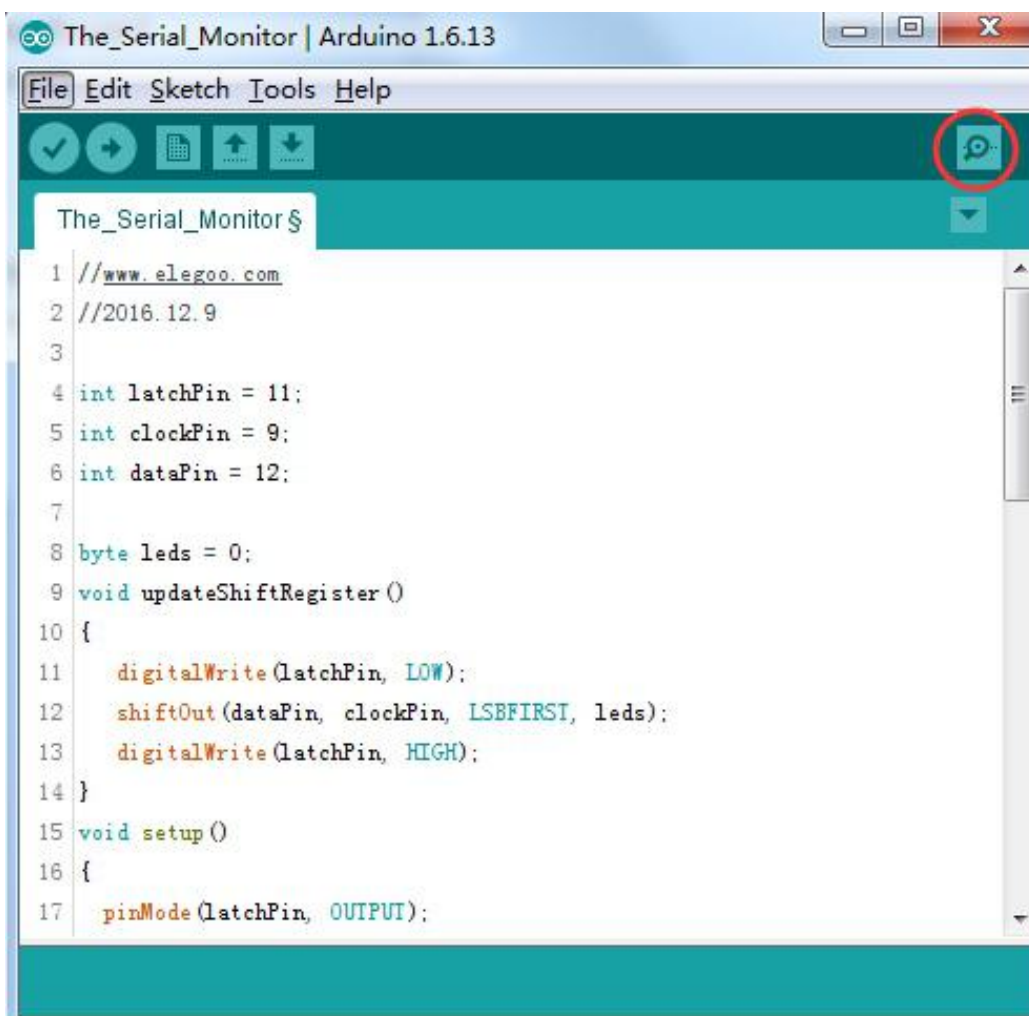 The_Serial_Monitor | Arduino 1.6.13
File Edit Sketch Tools Help
The_Serial_Monitor §
1 //www.elegoo.com
2 //2016.12.9
3
4 int latchPin = 11;
5 int clockPin = 9;
6 int dataPin = 12;
7
8 byte leds = 0;
9 void updateShiftRegister()
10 {
11 digitalWrite(latchPin, LOW);
12 shiftOut(dataPin, clockPin, LSBFIRST, leds);
13 digitalWrite(latchPin, HIGH);
14 }
15 void setup()
16 {
17 pinMode(latchPin, OUTPUT);